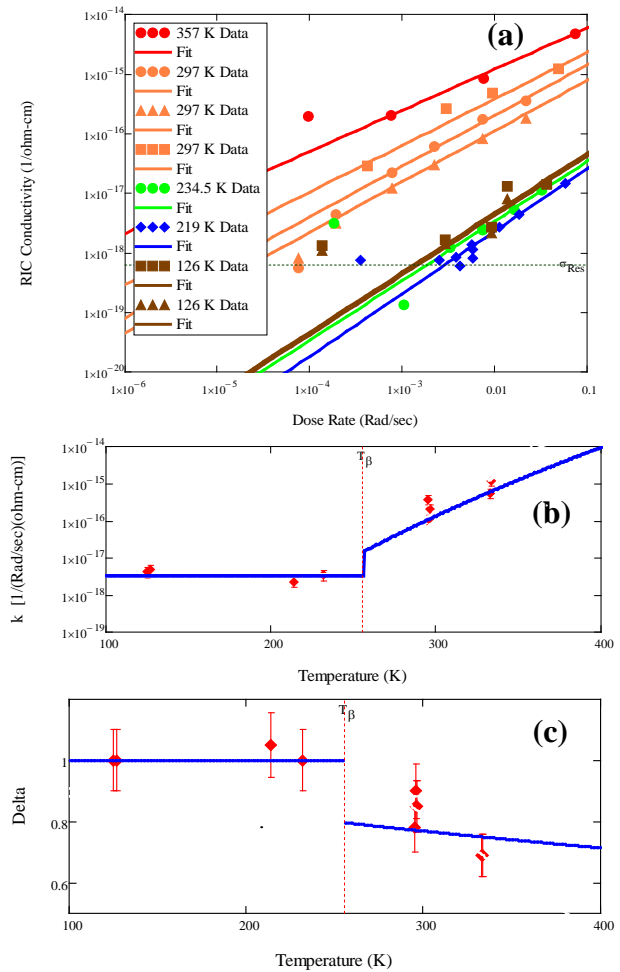 (a)
1×10⁻¹⁴
1×10⁻¹⁵
1×10⁻¹⁶
1×10⁻¹⁷
1×10⁻¹⁸
1×10⁻¹⁹
1×10⁻²⁰
RIC Conductivity (1/ohm-cm)
357 K Data
Fit
297 K Data
Fit
297 K Data
Fit
297 K Data
Fit
234.5 K Data
Fit
219 K Data
Fit
126 K Data
Fit
126 K Data
Fit
σRes
1×10⁻⁶ 1×10⁻⁵ 1×10⁻⁴ 1×10⁻³ 0.01 0.1
Dose Rate (Rad/sec)
(b)
Tβ
1×10⁻¹⁴
1×10⁻¹⁵
1×10⁻¹⁶
1×10⁻¹⁷
1×10⁻¹⁸
1×10⁻¹⁹
k [1/(Rad/sec)(ohm-cm)]
100 200 300 400
Temperature (K)
(c)
Tβ
1
0.8
0.6
Delta
100 200 300 400
Temperature (K)